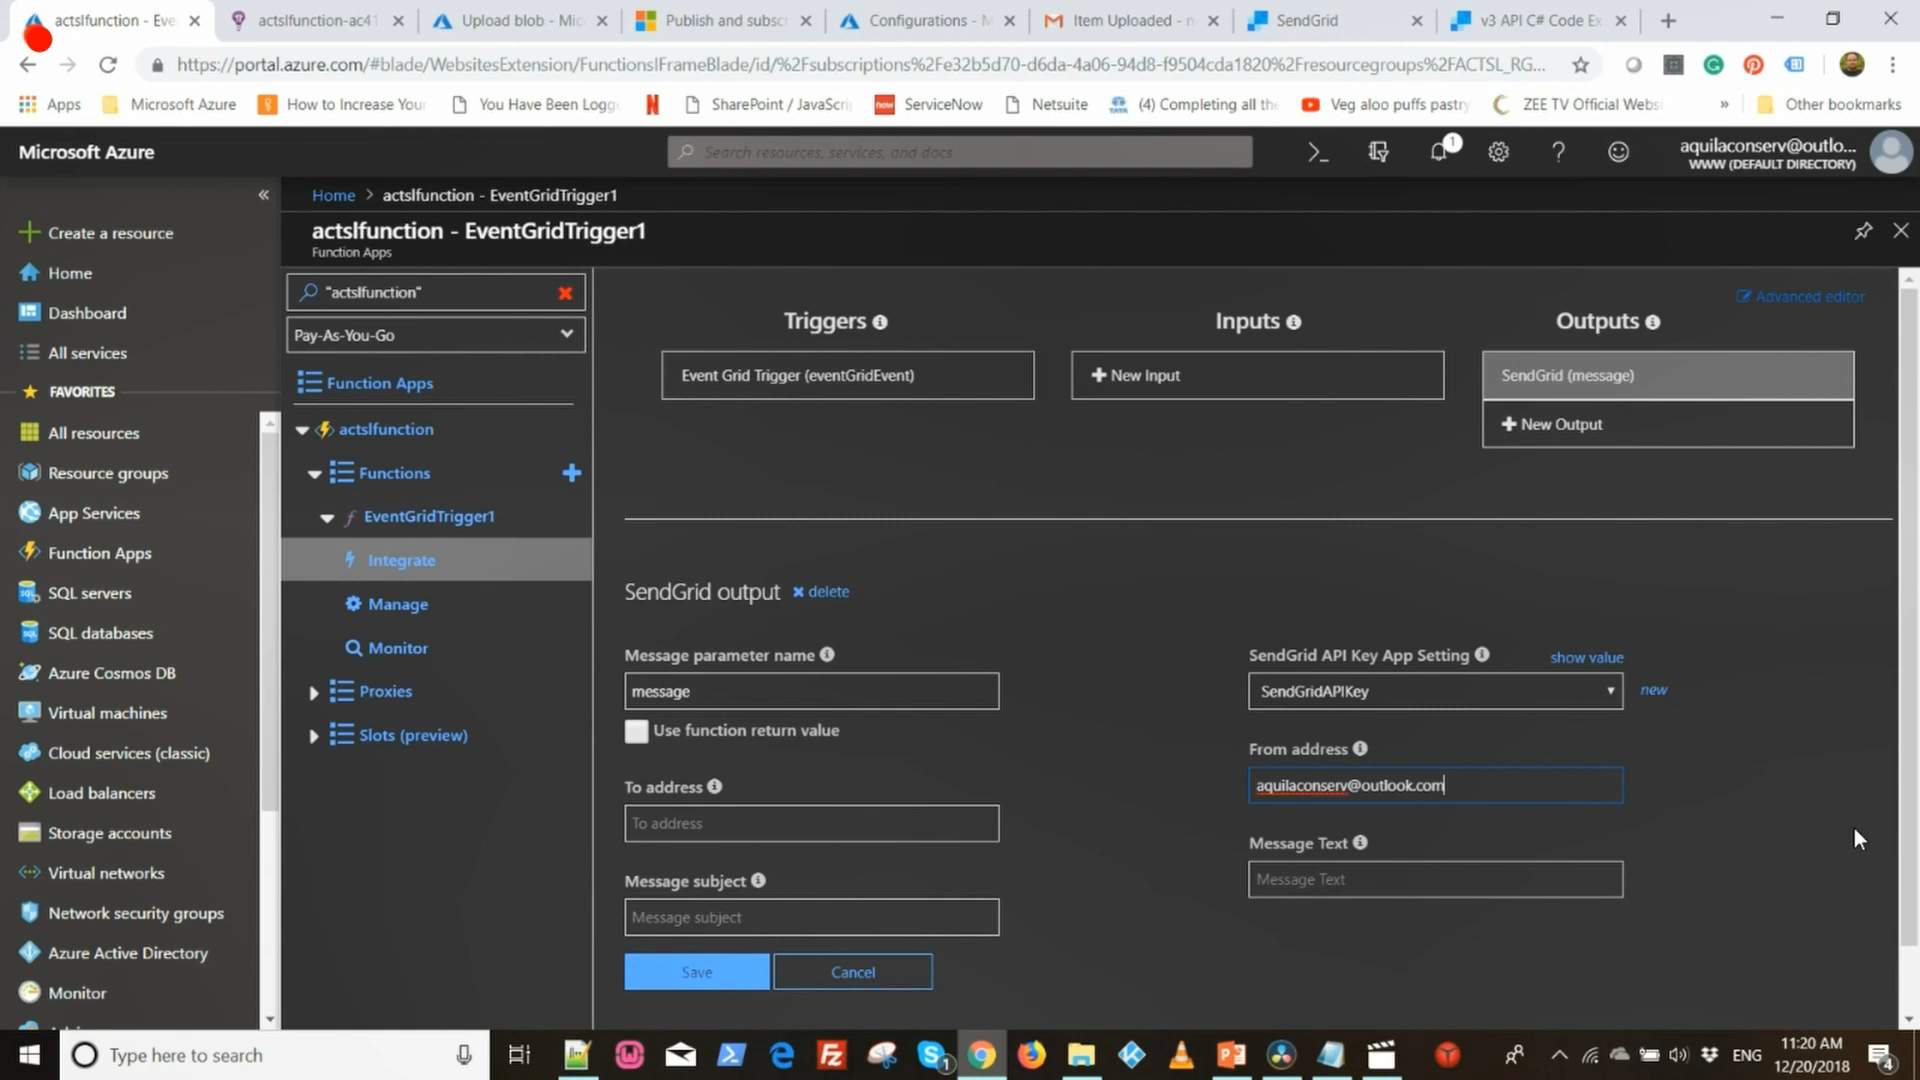 actslfunction - Eve
actslfunction-ac41
Upload blob - Mic
Publish and subsc
Configurations - M
Item Uploaded - n
SendGrid
v3 API C# Code Ex
https://portal.azure.com/#blade/WebsitesExtension/FunctionsIFrameBlade/id/%2Fsubscriptions%2Fe32b5d70-d6da-4a06-94d8-f9504cda1820%2Fresourcegroups%2FACTSL_RG...
Apps
Microsoft Azure
How to Increase You
You Have Been Logg
SharePoint / JavaScri
now
ServiceNow
Netsuite
(4) Completing all the
Veg aloo puffs pastry
ZEE TV Official Webs
»
Other bookmarks
Microsoft Azure
Search resources, services, and docs
1
aquilaconserv@outlo...
WWW (DEFAULT DIRECTORY)
«
Home > actslfunction - EventGridTrigger1
actslfunction - EventGridTrigger1
Function Apps
Create a resource
Home
Dashboard
All services
FAVORITES
All resources
Resource groups
App Services
Function Apps
SQL servers
SQL databases
Azure Cosmos DB
Virtual machines
Cloud services (classic)
Load balancers
Storage accounts
Virtual networks
Network security groups
Azure Active Directory
Monitor
"actslfunction"
Pay-As-You-Go
Function Apps
actslfunction
Functions
EventGridTrigger1
Integrate
Manage
Monitor
Proxies
Slots (preview)
Advanced editor
Triggers
Inputs
Outputs
Event Grid Trigger (eventGridEvent)
New Input
SendGrid (message)
New Output
SendGrid output
delete
Message parameter name
message
Use function return value
To address
To address
Message subject
Message subject
Save
Cancel
SendGrid API Key App Setting
show value
SendGridAPIKey
new
From address
aquilaconserv@outlook.com
Message Text
Message Text
Type here to search
1
ENG
11:20 AM
12/20/2018
4